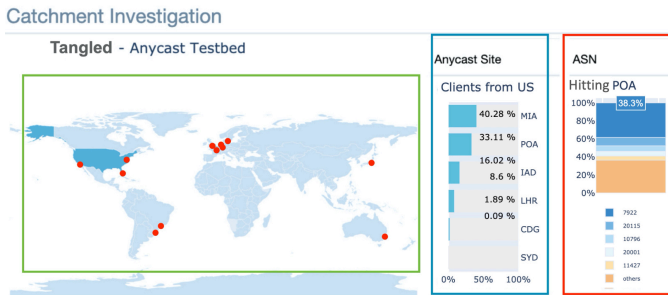 Catchment Investigation
Tangled - Anycast Testbed
Anycast Site
Clients from US
40.28 % MIA
33.11 % POA
16.02 %
IAD
8.6 %
1.89 % LHR
0.09 %
CDG
SYD
0% 50% 100%
ASN
Hitting POA
100%
38.3%
80%
60%
40%
20%
0%
7922
20115
10796
20001
11427
others